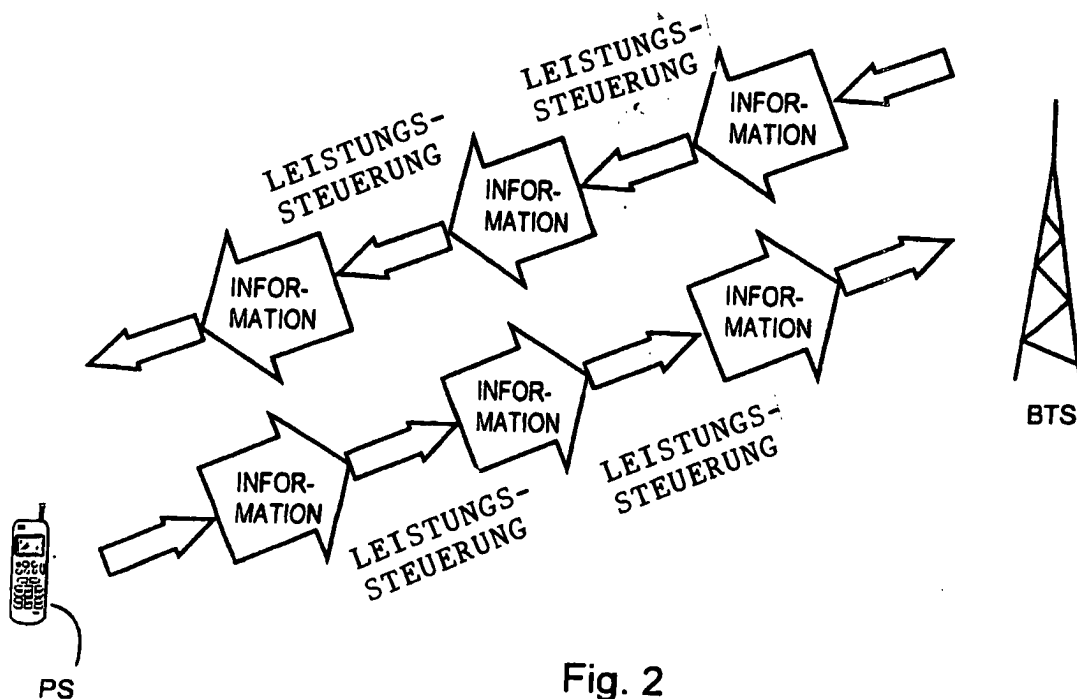 LEISTUNGS-
STEUERUNG
INFOR-
MATION
LEISTUNGS-
STEUERUNG
INFOR-
MATION
INFOR-
MATION
INFOR-
MATION
INFOR-
MATION
LEISTUNGS-
STEUERUNG
INFOR-
MATION
LEISTUNGS-
STEUERUNG
BTS
PS
Fig. 2